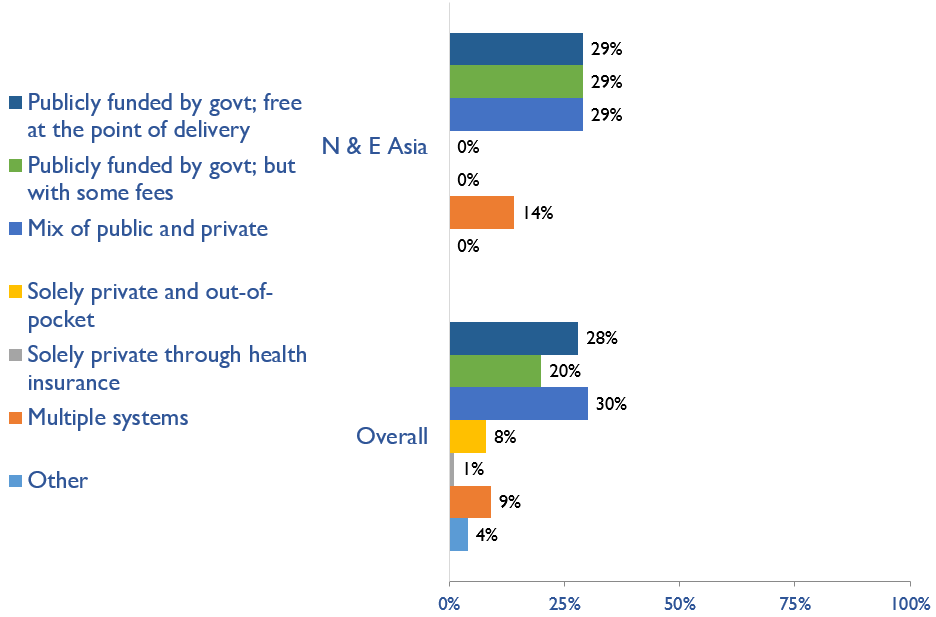 Publicly funded by govt; free
at the point of delivery
Publicly funded by govt; but
with some fees
Mix of public and private
Solely private and out-of-
pocket
Solely private through health
insurance
Multiple systems
Other
N & E Asia
29%
29%
29%
0%
0%
14%
0%
Overall
28%
20%
30%
8%
1%
9%
4%
0%
25%
50%
75%
100%